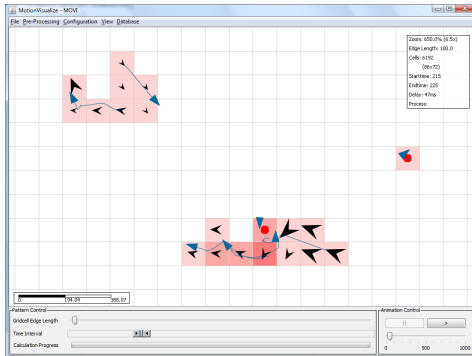 MotionVisualize - MOVI
File Pre-Processing Configuration View Database
Zoom: 650.0% (6.5x)
Edge Length: 100.0
Cells: 6192
(86x72)
Starttime: 215
Endtime: 225
Delay: 47ms
Process:
0 194.04 388.07
Pattern Control
Animation Control
Gridcell Edge Length
Time Interval
Calculation Progress
||
>
0 500 1000